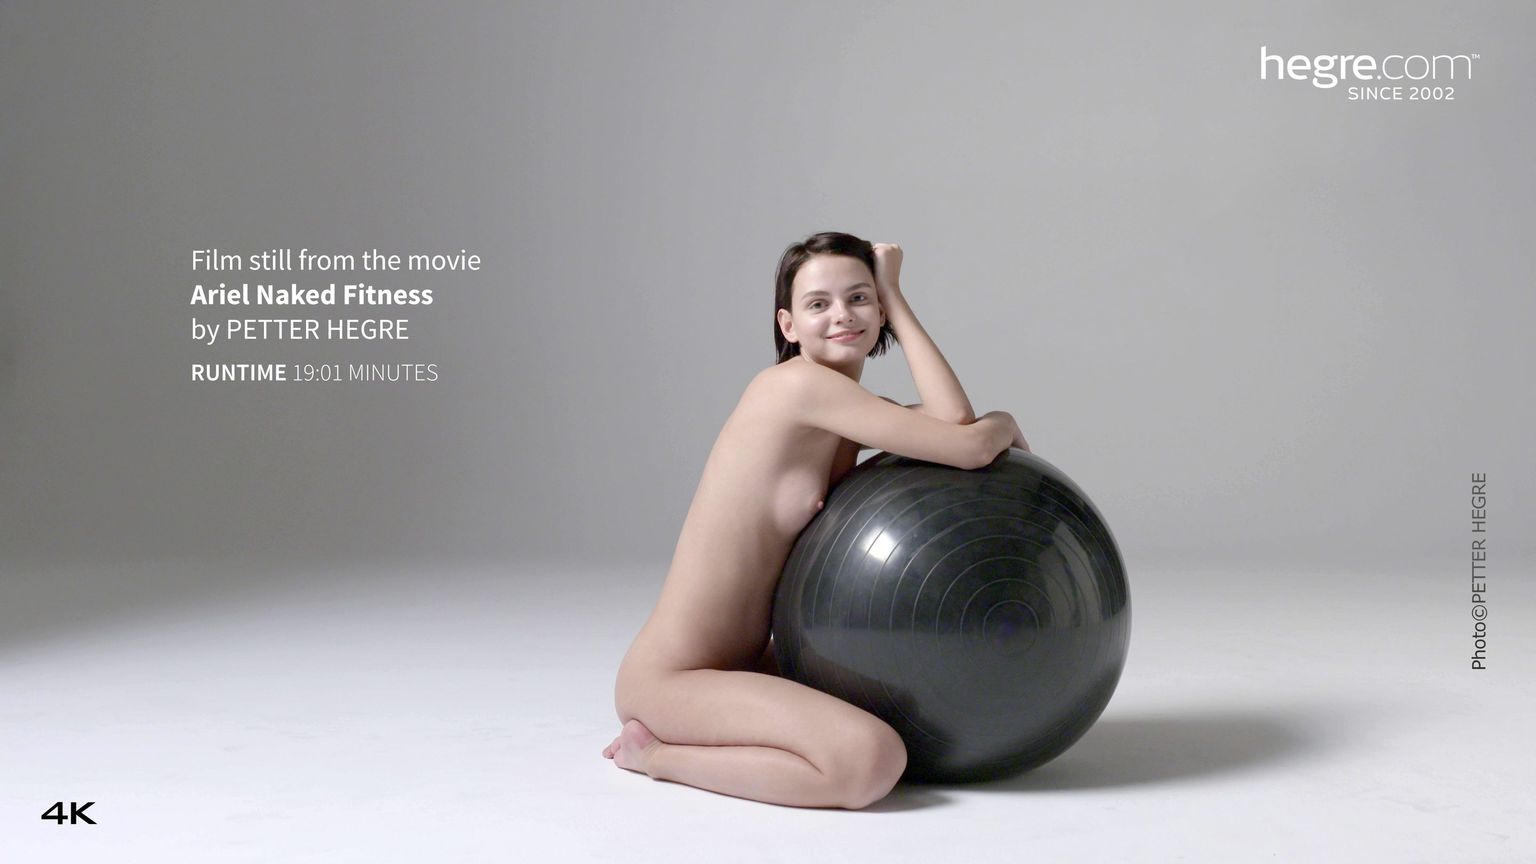 hegre.com™
SINCE 2002
Film still from the movie
Ariel Naked Fitness
by PETTER HEGRE
RUNTIME 19:01 MINUTES
Photo©PETTER HEGRE
4K